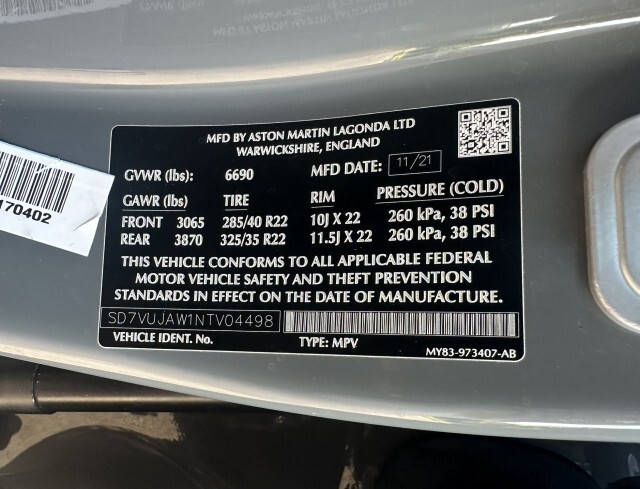 MFD BY ASTON MARTIN LAGONDA LTD
WARWICKSHIRE, ENGLAND
GVWR (lbs): 6690 MFD DATE: 11/21
GAWR (lbs) TIRE RIM PRESSURE (COLD)
FRONT 3065 285/40 R22 10J X 22 260 kPa, 38 PSI
REAR 3870 325/35 R22 11.5J X 22 260 kPa, 38 PSI
THIS VEHICLE CONFORMS TO ALL APPLICABLE FEDERAL
MOTOR VEHICLE SAFETY AND THEFT PREVENTION
STANDARDS IN EFFECT ON THE DATE OF MANUFACTURE.
SD7VUJAW1NTV04498
VEHICLE IDENT. No. TYPE: MPV MY83-973407-AB
170402